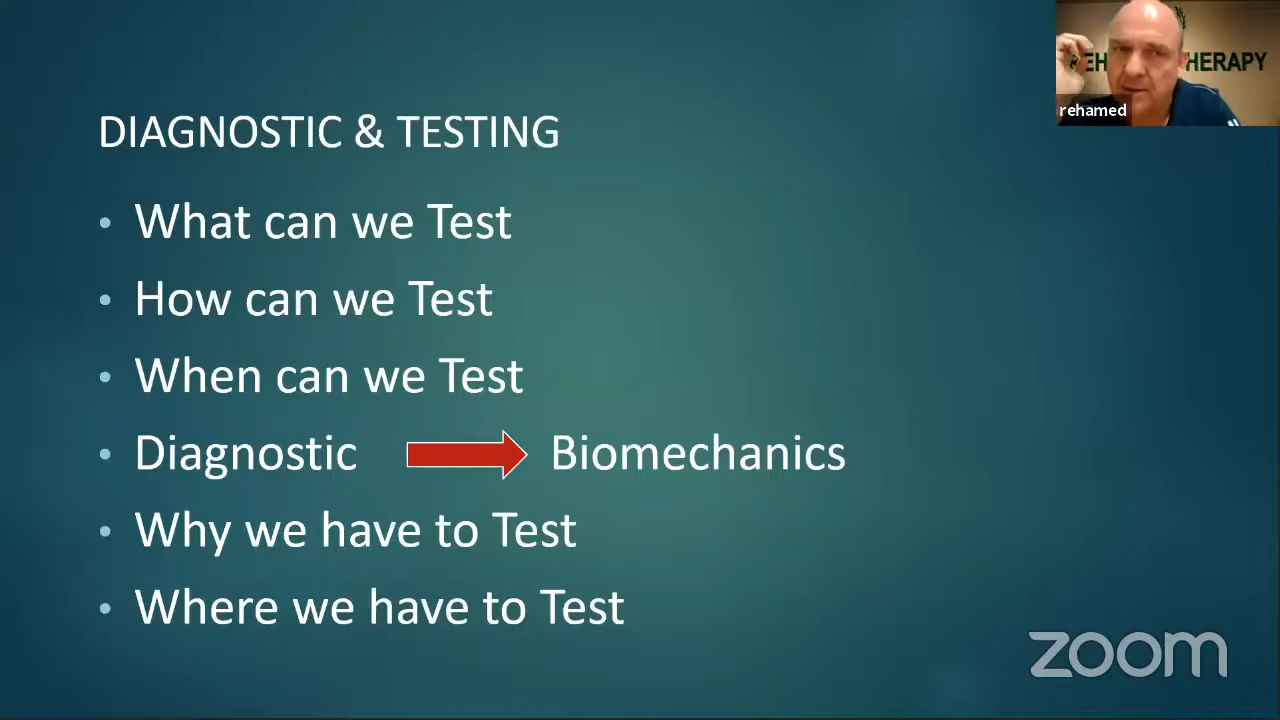 DIAGNOSTIC & TESTING
• What can we Test
• How can we Test
• When can we Test
• Diagnostic Biomechanics
• Why we have to Test
• Where we have to Test
HERAPY
rehamed
zoom